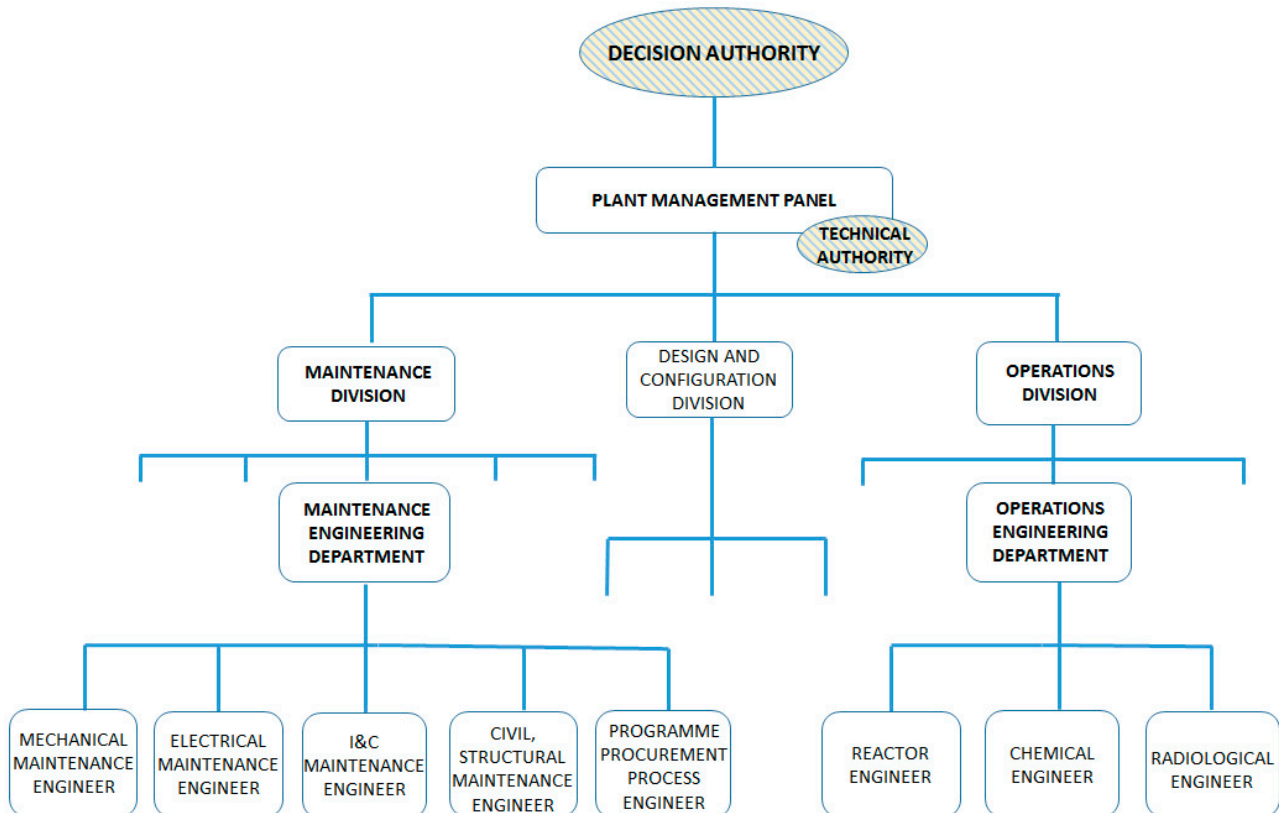 DECISION AUTHORITY
PLANT MANAGEMENT PANEL
TECHNICAL
AUTHORITY
MAINTENANCE
DIVISION
DESIGN AND
CONFIGURATION
DIVISION
OPERATIONS
DIVISION
MAINTENANCE
ENGINEERING
DEPARTMENT
OPERATIONS
ENGINEERING
DEPARTMENT
MECHANICAL
MAINTENANCE
ENGINEER
ELECTRICAL
MAINTENANCE
ENGINEER
I&C
MAINTENANCE
ENGINEER
CIVIL,
STRUCTURAL
MAINTENANCE
ENGINEER
PROGRAMME
PROCUREMENT
PROCESS
ENGINEER
REACTOR
ENGINEER
CHEMICAL
ENGINEER
RADIOLOGICAL
ENGINEER